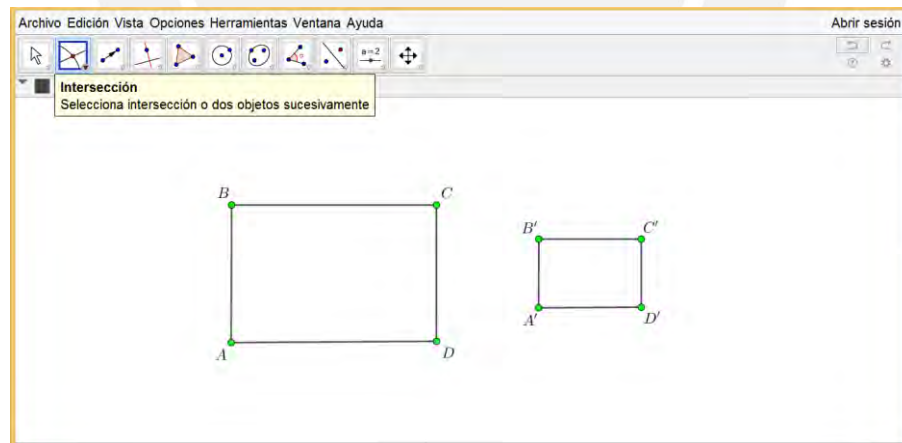 Archivo Edición Vista Opciones Herramientas Ventana Ayuda Abrir sesión
a=2
Intersección
Selecciona intersección o dos objetos sucesivamente
B C
B′ C′
A′ D′
A D